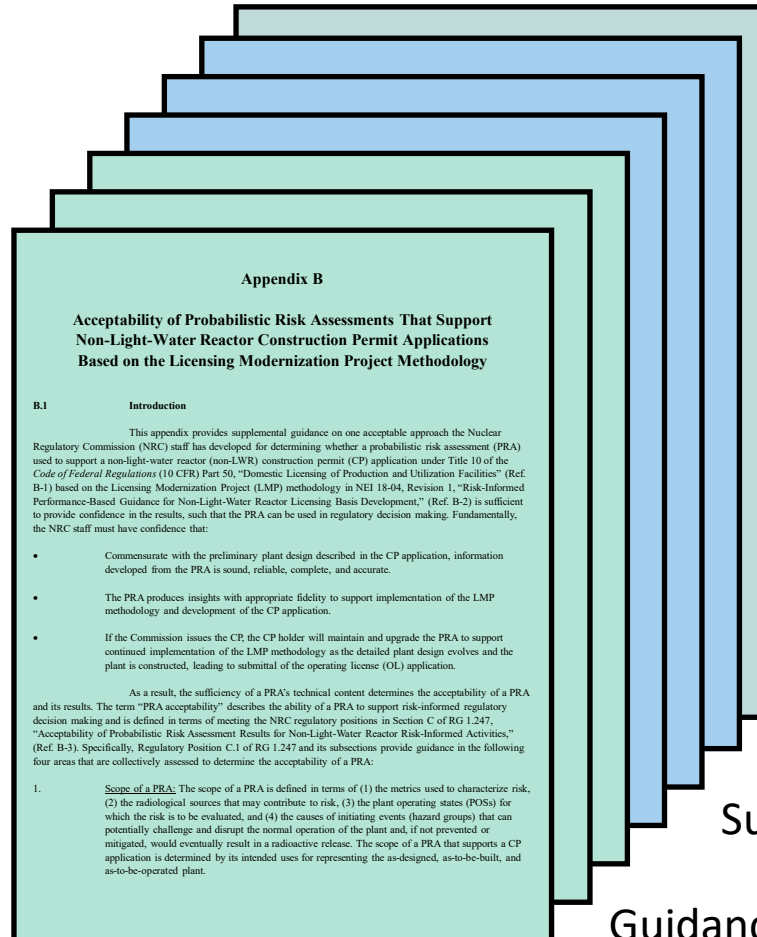 Appendix B
Acceptability of Probabilistic Risk Assessments That Support
Non-Light-Water Reactor Construction Permit Applications
Based on the Licensing Modernization Project Methodology
B.1 Introduction
This appendix provides supplemental guidance on one acceptable approach the Nuclear
Regulatory Commission (NRC) staff has developed for determining whether a probabilistic risk assessment (PRA)
used to support a non-light-water reactor (non-LWR) construction permit (CP) application under Title 10 of the
Code of Federal Regulations (10 CFR) Part 50, “Domestic Licensing of Production and Utilization Facilities” (Ref.
B-1) based on the Licensing Modernization Project (LMP) methodology in NEI 18-04, Revision 1, “Risk-Informed
Performance-Based Guidance for Non-Light-Water Reactor Licensing Basis Development,” (Ref. B-2) is sufficient
to provide confidence in the results, such that the PRA can be used in regulatory decision making. Fundamentally,
the NRC staff must have confidence that:
• Commensurate with the preliminary plant design described in the CP application, information
developed from the PRA is sound, reliable, complete, and accurate.
• The PRA produces insights with appropriate fidelity to support implementation of the LMP
methodology and development of the CP application.
• If the Commission issues the CP, the CP holder will maintain and upgrade the PRA to support
continued implementation of the LMP methodology as the detailed plant design evolves and the
plant is constructed, leading to submittal of the operating license (OL) application.
As a result, the sufficiency of a PRA’s technical content determines the acceptability of a PRA
and its results. The term “PRA acceptability” describes the ability of a PRA to support risk-informed regulatory
decision making and is defined in terms of meeting the NRC regulatory positions in Section C of RG 1.247,
“Acceptability of Probabilistic Risk Assessment Results for Non-Light-Water Reactor Risk-Informed Activities,”
(Ref. B-3). Specifically, Regulatory Position C.1 of RG 1.247 and its subsections provide guidance in the following
four areas that are collectively assessed to determine the acceptability of a PRA:
1. Scope of a PRA: The scope of a PRA is defined in terms of (1) the metrics used to characterize risk,
(2) the radiological sources that may contribute to risk, (3) the plant operating states (POSs) for
which the risk is to be evaluated, and (4) the causes of initiating events (hazard groups) that can
potentially challenge and disrupt the normal operation of the plant and, if not prevented or
mitigated, would eventually result in a radioactive release. The scope of a PRA that supports a CP
application is determined by its intended uses for representing the as-designed, as-to-be-built, and
as-to-be-operated plant.
Su
Guidanc